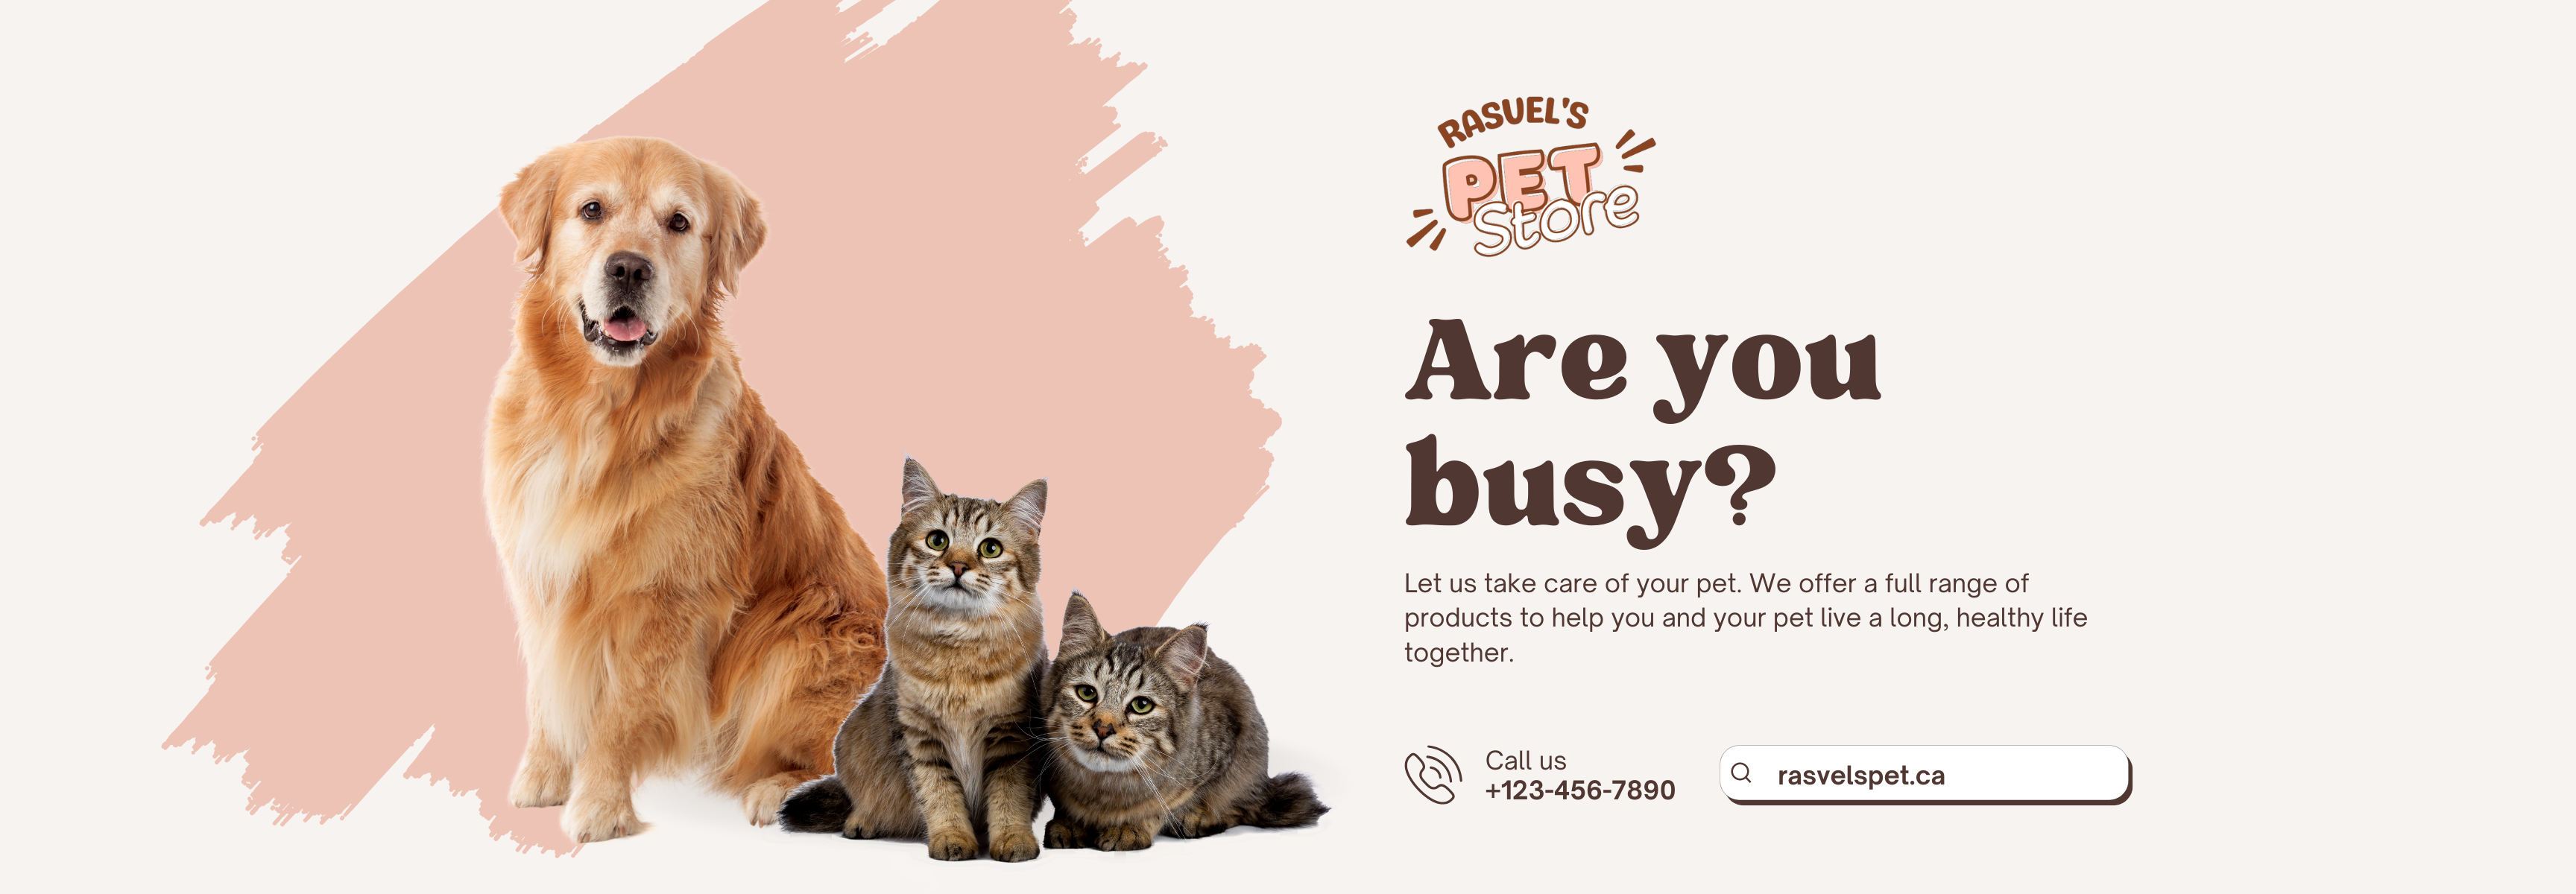 RASUEL'S
PET
Store
Are you
busy?
Let us take care of your pet. We offer a full range of
products to help you and your pet live a long, healthy life
together.
Call us
+123-456-7890
rasvelspet.ca